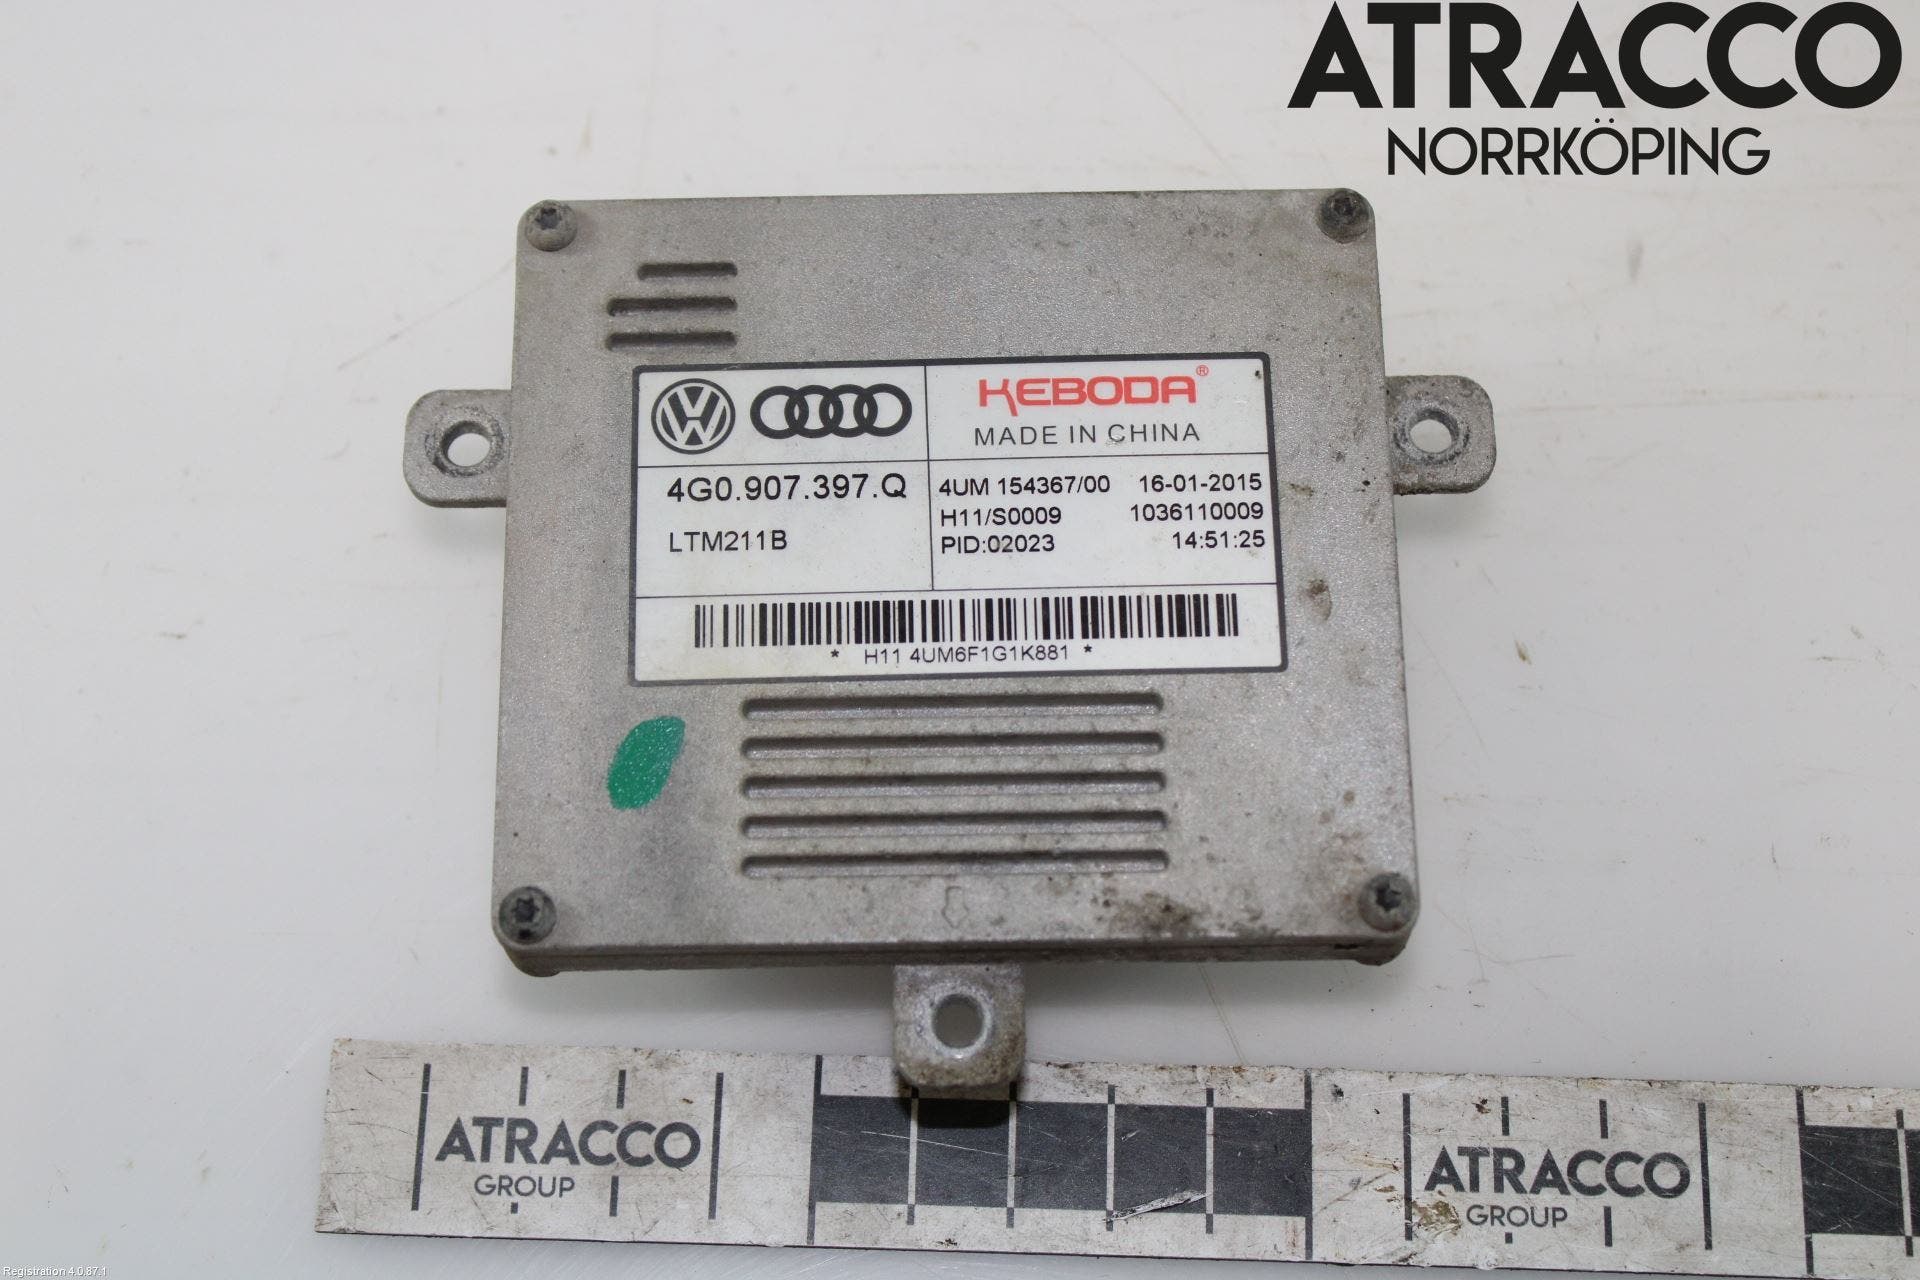 ATRACCO
NORRKÖPING
KEBODA®
MADE IN CHINA
4G0.907.397.Q
LTM211B
4UM 154367/00 16-01-2015
H11/S0009 1036110009
PID:02023 14:51:25
* H11 4UM6F1G1K881 *
ATRACCO
GROUP
ATRACCO
GROUP
Registration 4.0.87.1